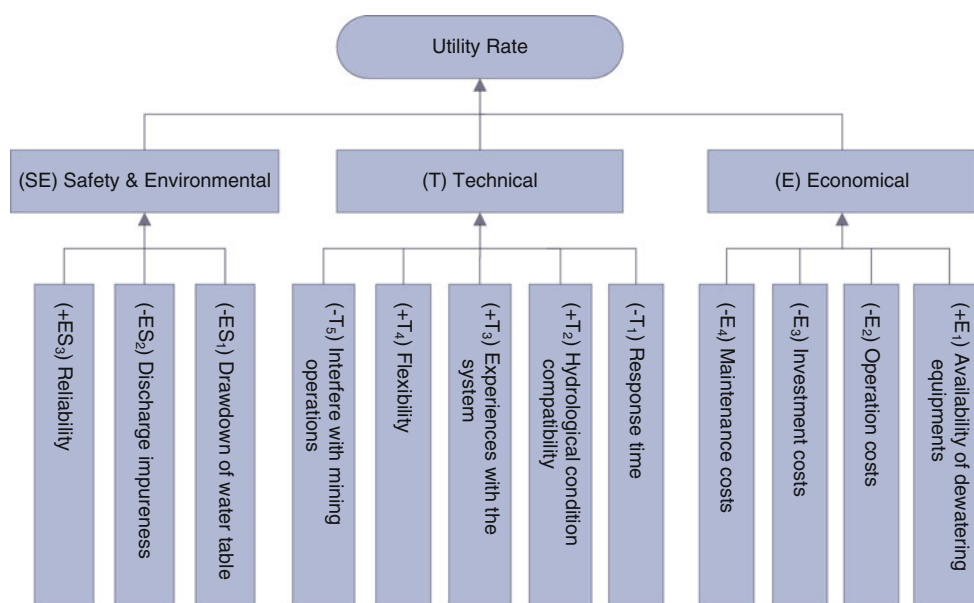 Utility Rate
(SE) Safety & Environmental
(T) Technical
(E) Economical
(+ES₃) Reliability
(-ES₂) Discharge impureness
(-ES₁) Drawdown of water table
(-T₅) Interfere with mining
operations
(+T₄) Flexibility
(+T₃) Experiences with the
system
(+T₂) Hydrological condition
compatibility
(-T₁) Response time
(-E₄) Maintenance costs
(-E₃) Investment costs
(-E₂) Operation costs
(+E₁) Availability of dewatering
equipments